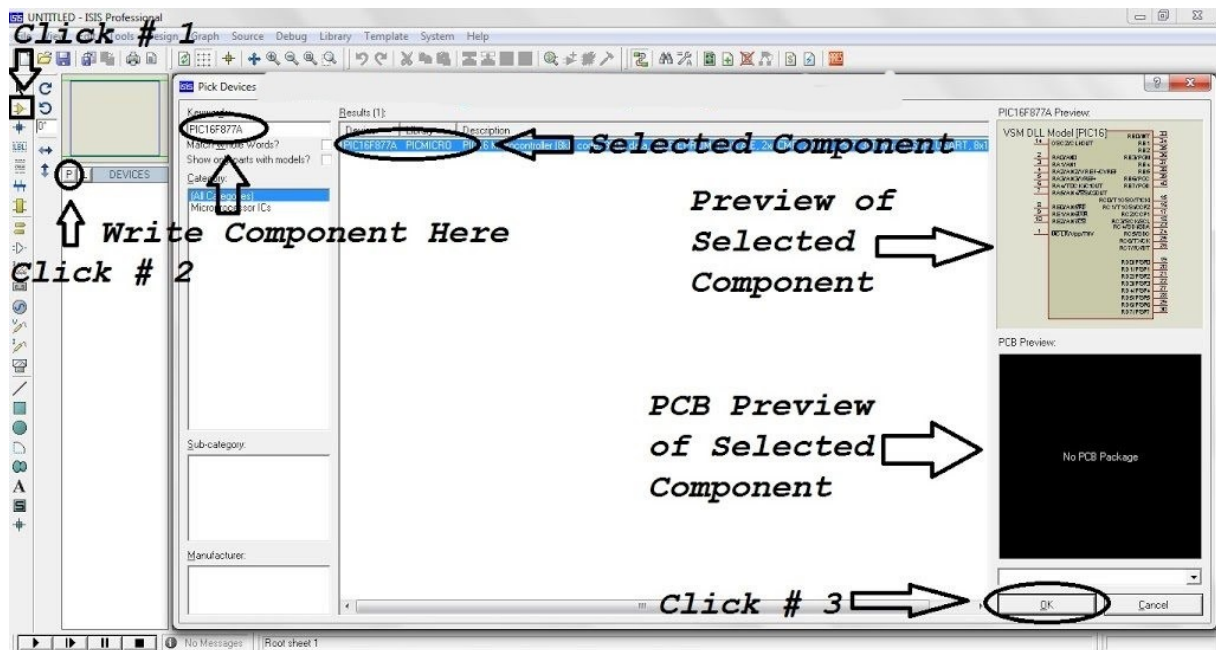 UNTITLED - ISIS Professional
Click # 1
Graph Source Debug Library Template System Help
Pick Devices
Keywords:
PIC16F877A
Match Whole Words?
Show only parts with models?
Category:
(All Categories)
Microprocessor ICs
Sub-category:
Manufacturer:
Results (1):
Device Library Description
PIC16F877A PICMICRO
Selected Component
P L DEVICES
Write Component Here
Click # 2
Preview of
Selected
Component
PIC16F877A Preview:
VSM DLL Model [PIC16]
PCB Preview
of Selected
Component
PCB Preview:
No PCB Package
Click # 3
OK Cancel
No Messages Root sheet 1